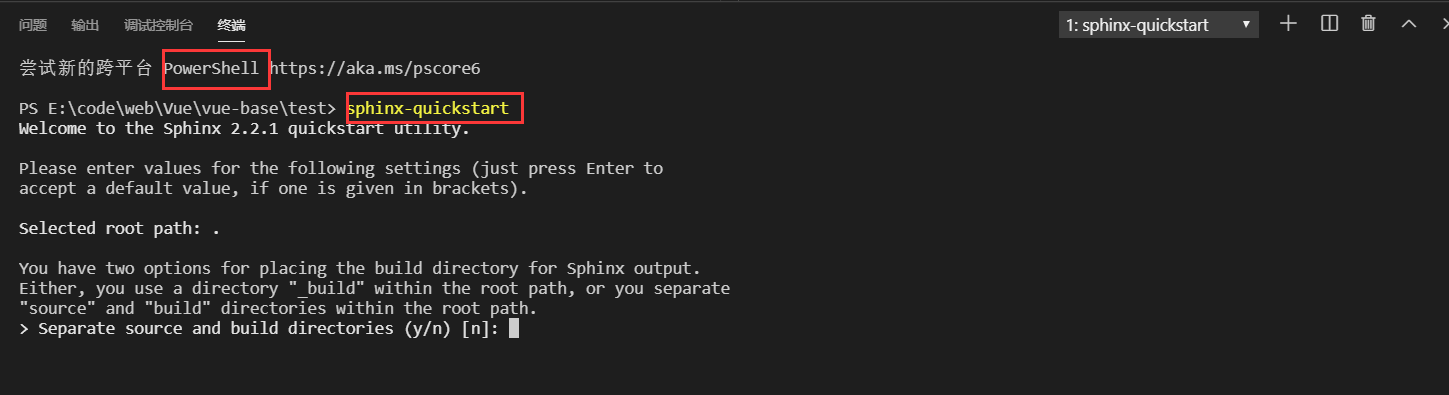 问题 输出 调试控制台 终端 1: sphinx-quickstart
尝试新的跨平台 PowerShell https://aka.ms/pscore6
PS E:\code\web\Vue\vue-base\test> sphinx-quickstart
Welcome to the Sphinx 2.2.1 quickstart utility.
Please enter values for the following settings (just press Enter to
accept a default value, if one is given in brackets).
Selected root path: .
You have two options for placing the build directory for Sphinx output.
Either, you use a directory "_build" within the root path, or you separate
"source" and "build" directories within the root path.
> Separate source and build directories (y/n) [n]: